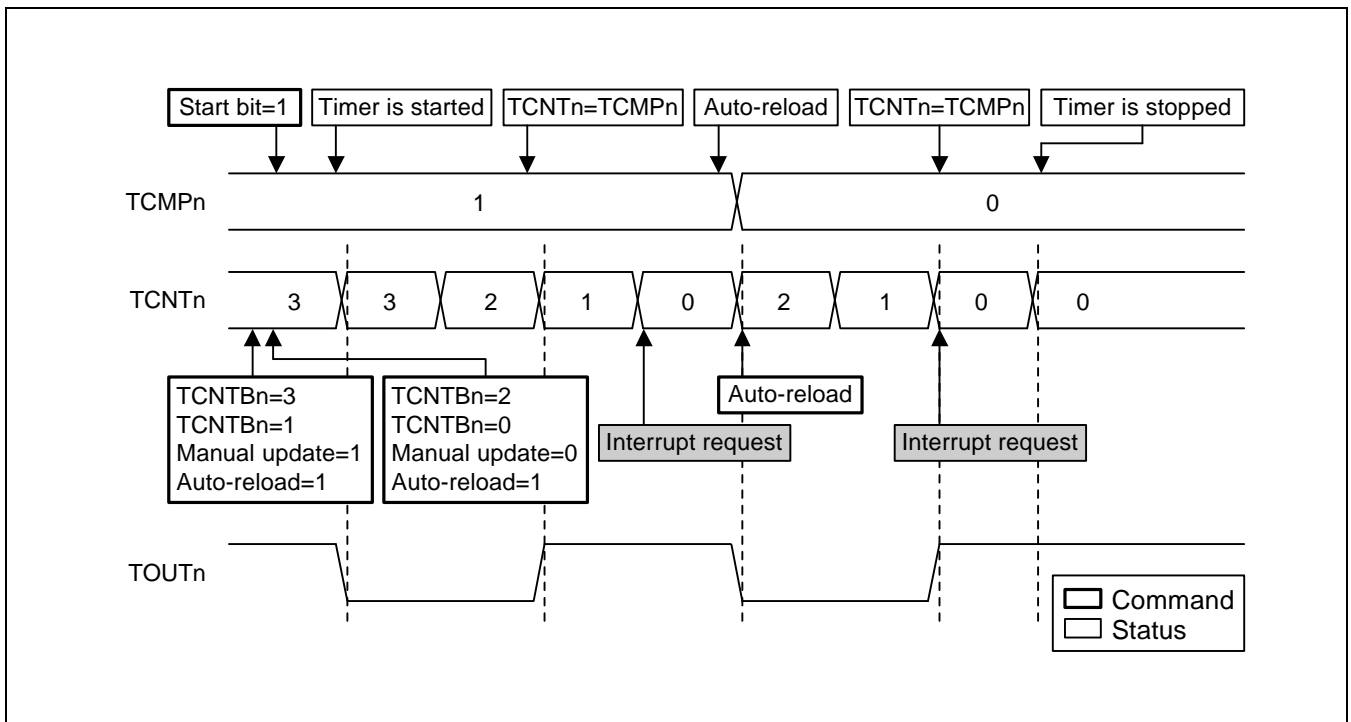 Start bit=1
Timer is started
TCNTn=TCMPn
Auto-reload
TCNTn=TCMPn
Timer is stopped
TCMPn
1
0
TCNTn
3
3
2
1
0
2
1
0
0
TCNTBn=3
TCNTBn=1
Manual update=1
Auto-reload=1
TCNTBn=2
TCNTBn=0
Manual update=0
Auto-reload=1
Auto-reload
Interrupt request
Interrupt request
TOUTn
Command
Status